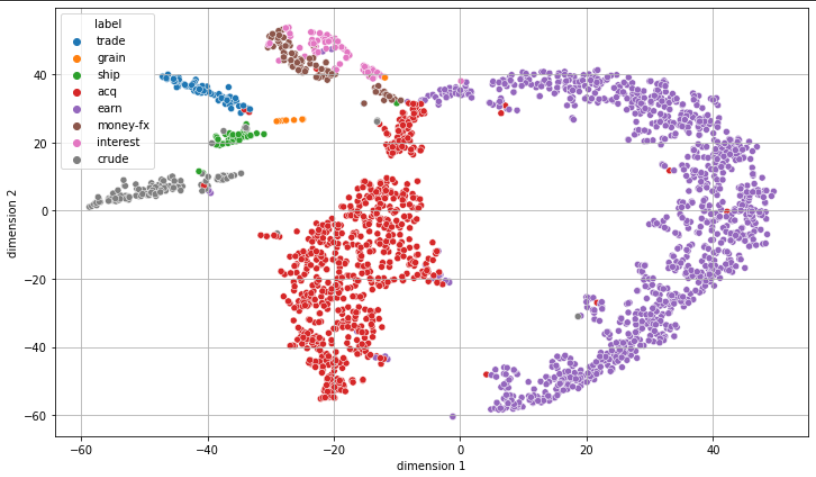 label
trade
grain
ship
acq
earn
money-fx
interest
crude
40
20
0
−20
−40
−60
dimension 2
−60 −40 −20 0 20 40
dimension 1